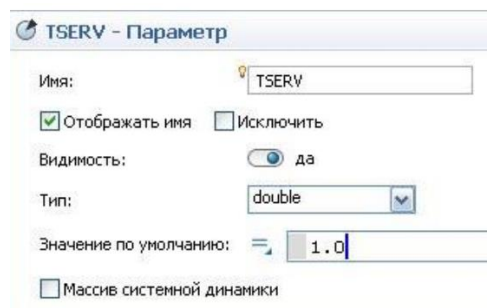 TSERV - Параметр
Имя: TSERV
Отображать имя Исключить
Видимость: да
Тип: double
Значение по умолчанию: 1.0
Массив системной динамики